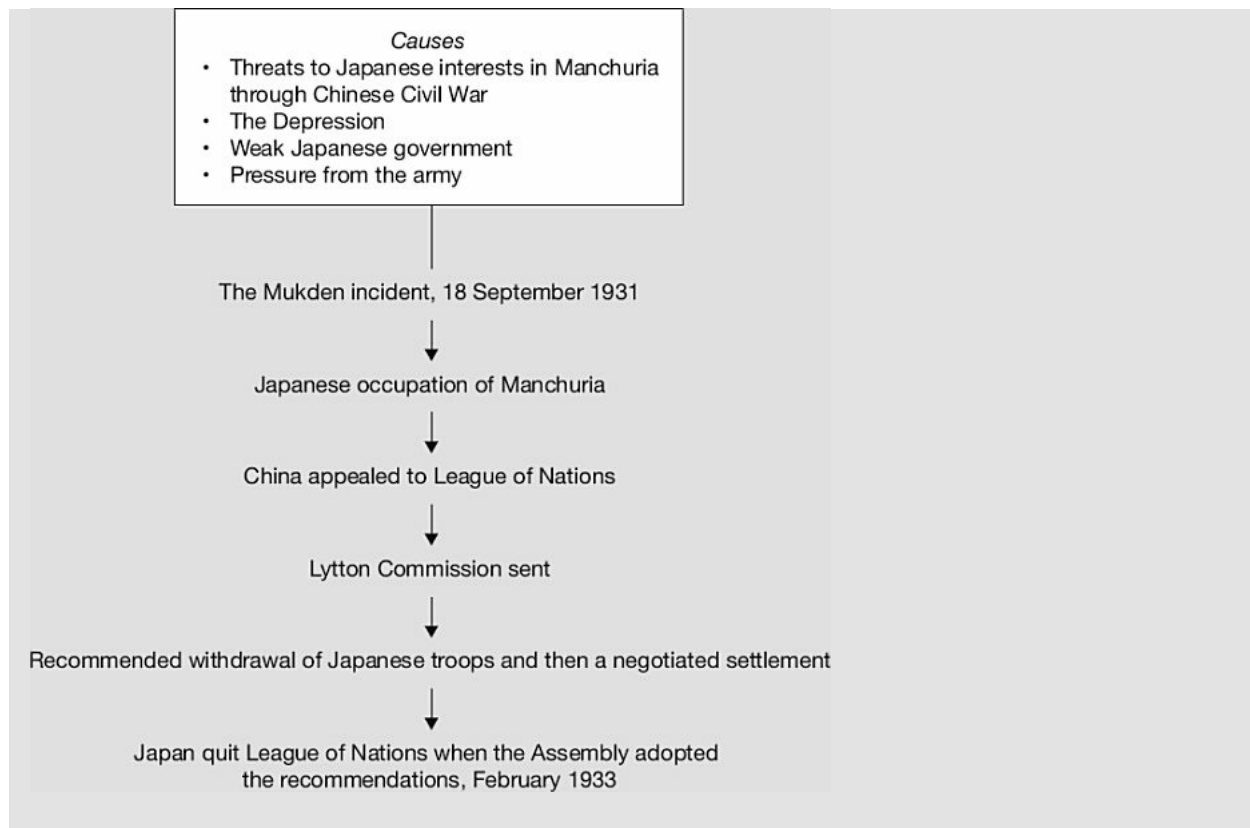 Causes
• Threats to Japanese interests in Manchuria
through Chinese Civil War
• The Depression
• Weak Japanese government
• Pressure from the army
The Mukden incident, 18 September 1931
Japanese occupation of Manchuria
China appealed to League of Nations
Lytton Commission sent
Recommended withdrawal of Japanese troops and then a negotiated settlement
Japan quit League of Nations when the Assembly adopted
the recommendations, February 1933